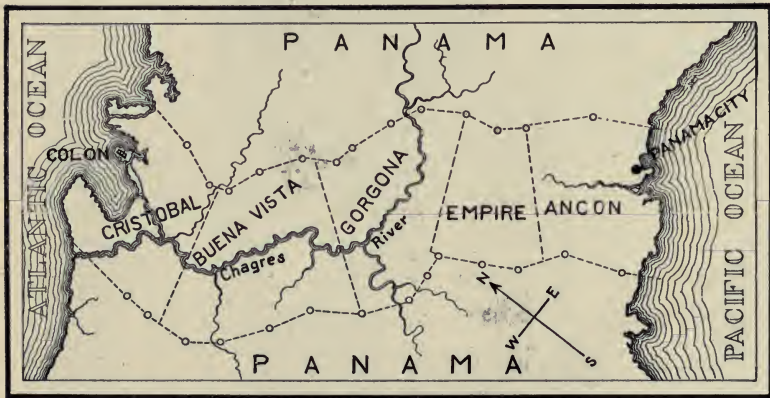 PANAMA
ATLANTIC OCEAN
COLON
PANAMA CITY
CRISTOBAL
BUENA VISTA
GORGONA
EMPIRE
ANCON
Chagres
River
PACIFIC OCEAN
N
E
W
S
PANAMA